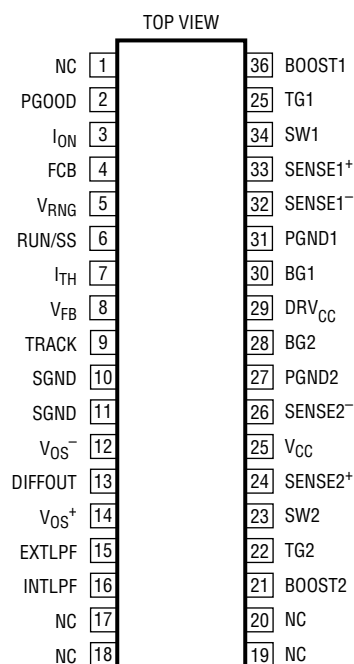 TOP VIEW
NC 1 36 BOOST1
PGOOD 2 25 TG1
ION 3 34 SW1
FCB 4 33 SENSE1+
VRNG 5 32 SENSE1–
RUN/SS 6 31 PGND1
ITH 7 30 BG1
VFB 8 29 DRVCC
TRACK 9 28 BG2
SGND 10 27 PGND2
SGND 11 26 SENSE2–
VOS– 12 25 VCC
DIFFOUT 13 24 SENSE2+
VOS+ 14 23 SW2
EXTLPF 15 22 TG2
INTLPF 16 21 BOOST2
NC 17 20 NC
NC 18 19 NC